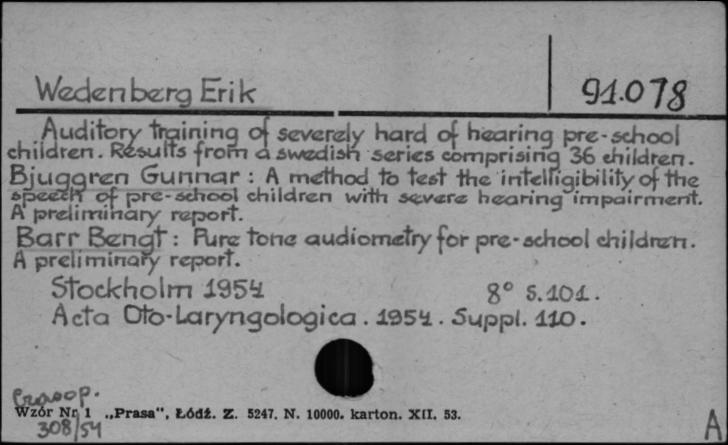 Wedenberg Erik
91.078
Auditory training of severely hard of hearing pre-school
children. Results from a swedish series comprising 36 children.
Bjuggren Gunnar: A method to test the intelligibility of the
speech of pre-school children with severe hearing impairment.
A preliminary report.
Barr Bengt: Pure tone audiometry for pre-school children.
A preliminary report.
Stockholm 1954 8° S.101.
Acta Oto-Laryngologica. 1954. Suppl. 110.
Czasop.
Wzór Nr 1 „Prasa", Łódź. Z. 5247. N. 10000. karton. XII. 53.
308/54
A